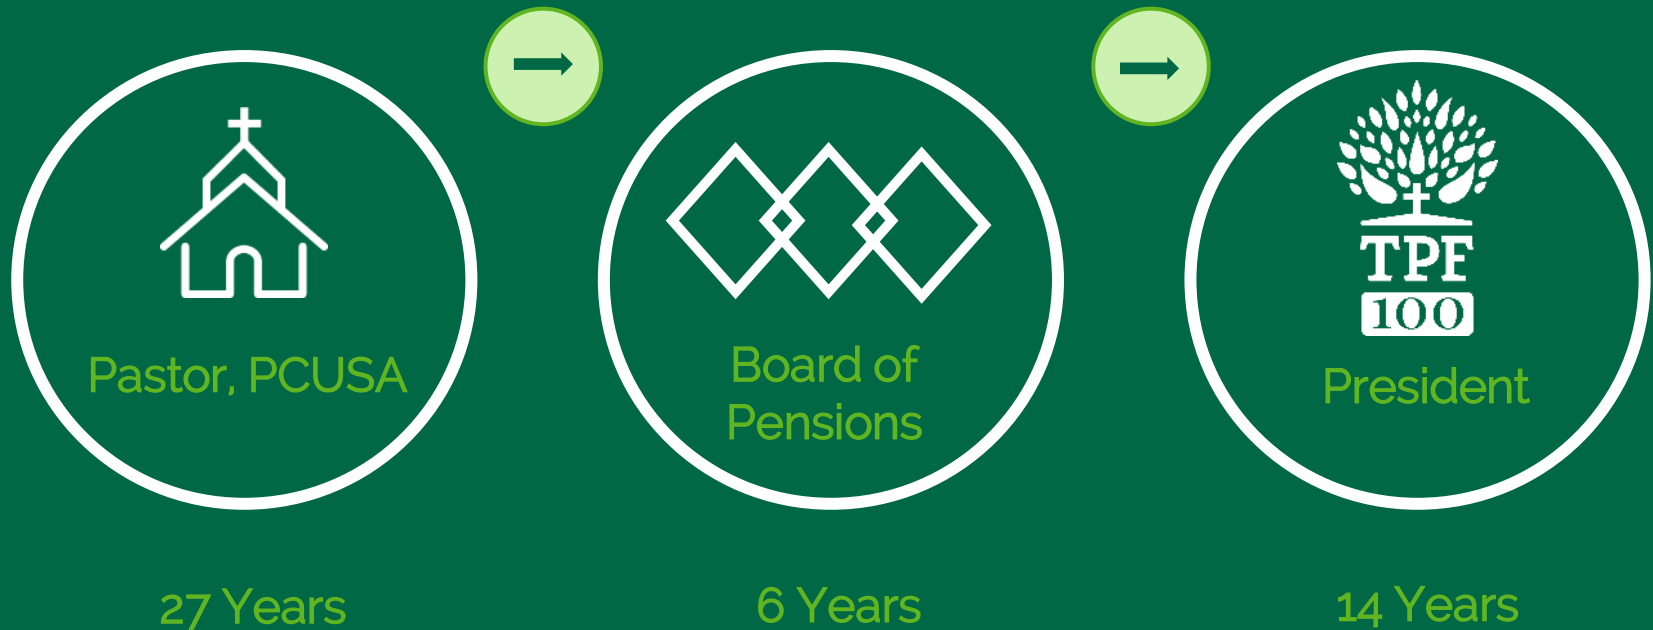 Pastor, PCUSA
27 Years
Board of
Pensions
6 Years
TPF
100
President
14 Years